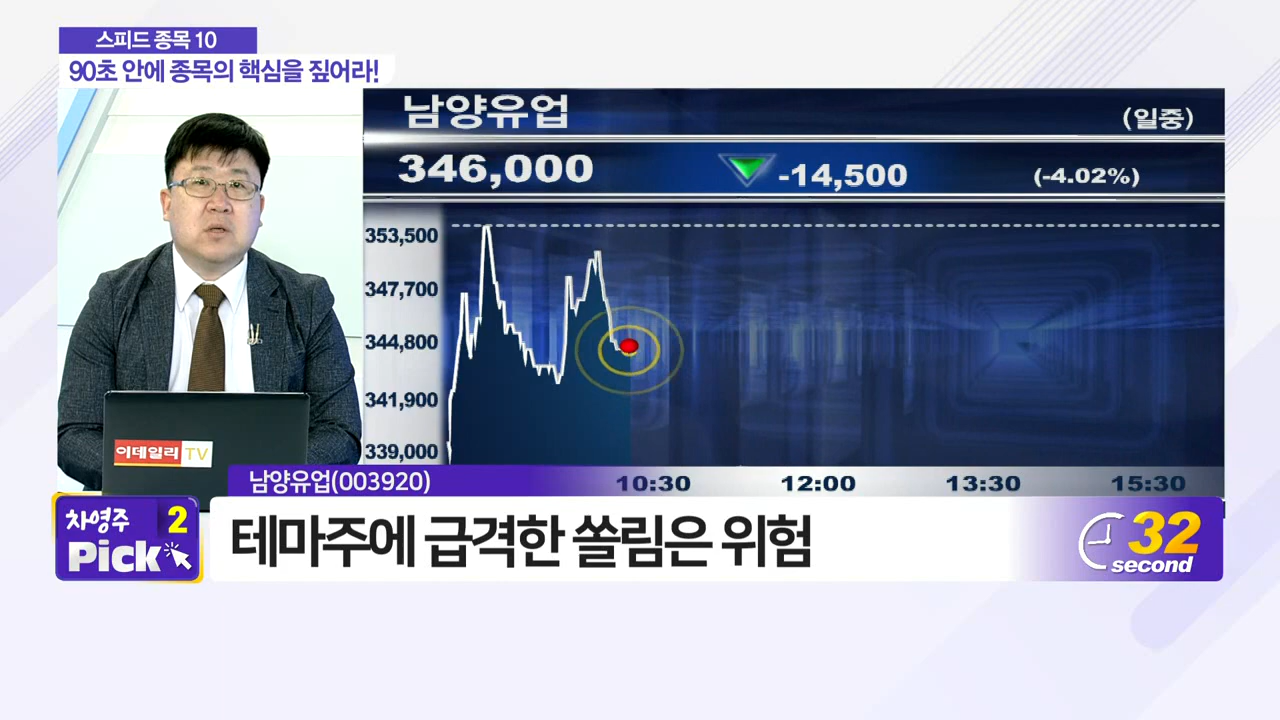 스피드 종목 10
90초 안에 종목의 핵심을 짚어라!
남양유업
(일중)
346,000
-14,500
(-4.02%)
353,500
347,700
344,800
341,900
339,000
10:30
12:00
13:30
15:30
이데일리 TV
남양유업(003920)
차영주 2
Pick
테마주에 급격한 쏠림은 위험
32
second